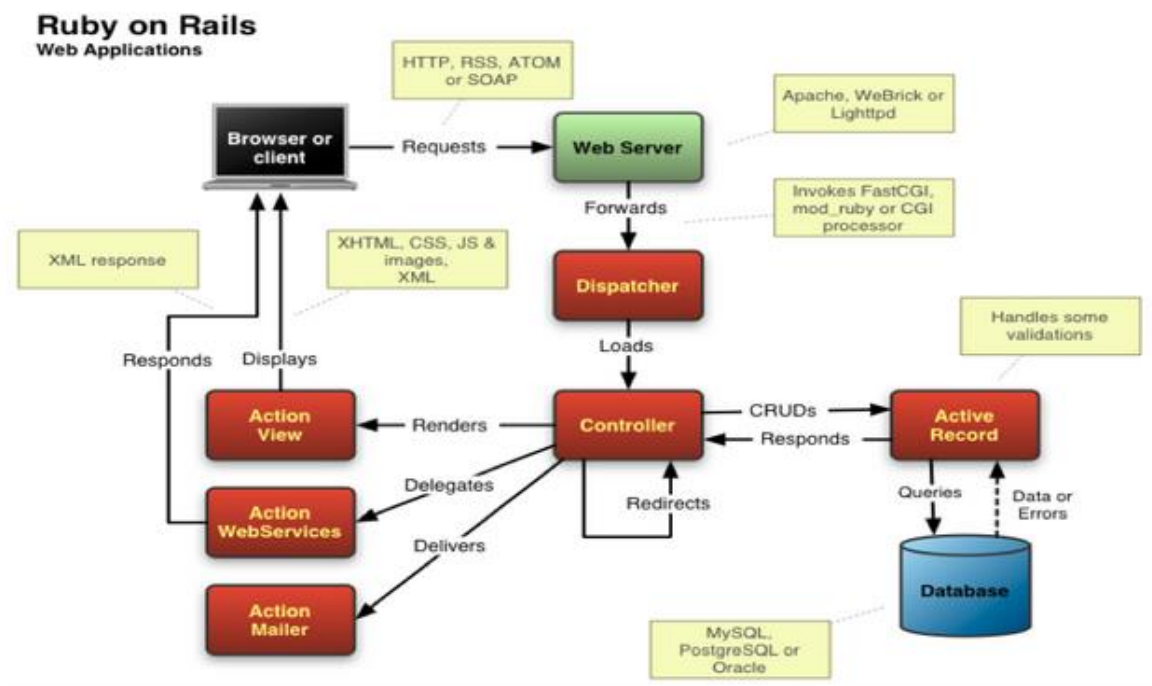 Ruby on Rails
Web Applications
HTTP, RSS, ATOM
or SOAP
Apache, WeBrick or
Lighttpd
Browser or
client
Requests
Web Server
Invokes FastCGI,
mod_ruby or CGI
processor
Forwards
XML response
XHTML, CSS, JS &
images,
XML
Dispatcher
Handles some
validations
Loads
Responds
Displays
Action
View
Renders
Controller
CRUDs
Responds
Active
Record
Delegates
Redirects
Queries
Data or
Errors
Action
WebServices
Delivers
Action
Mailer
Database
MySQL,
PostgreSQL or
Oracle